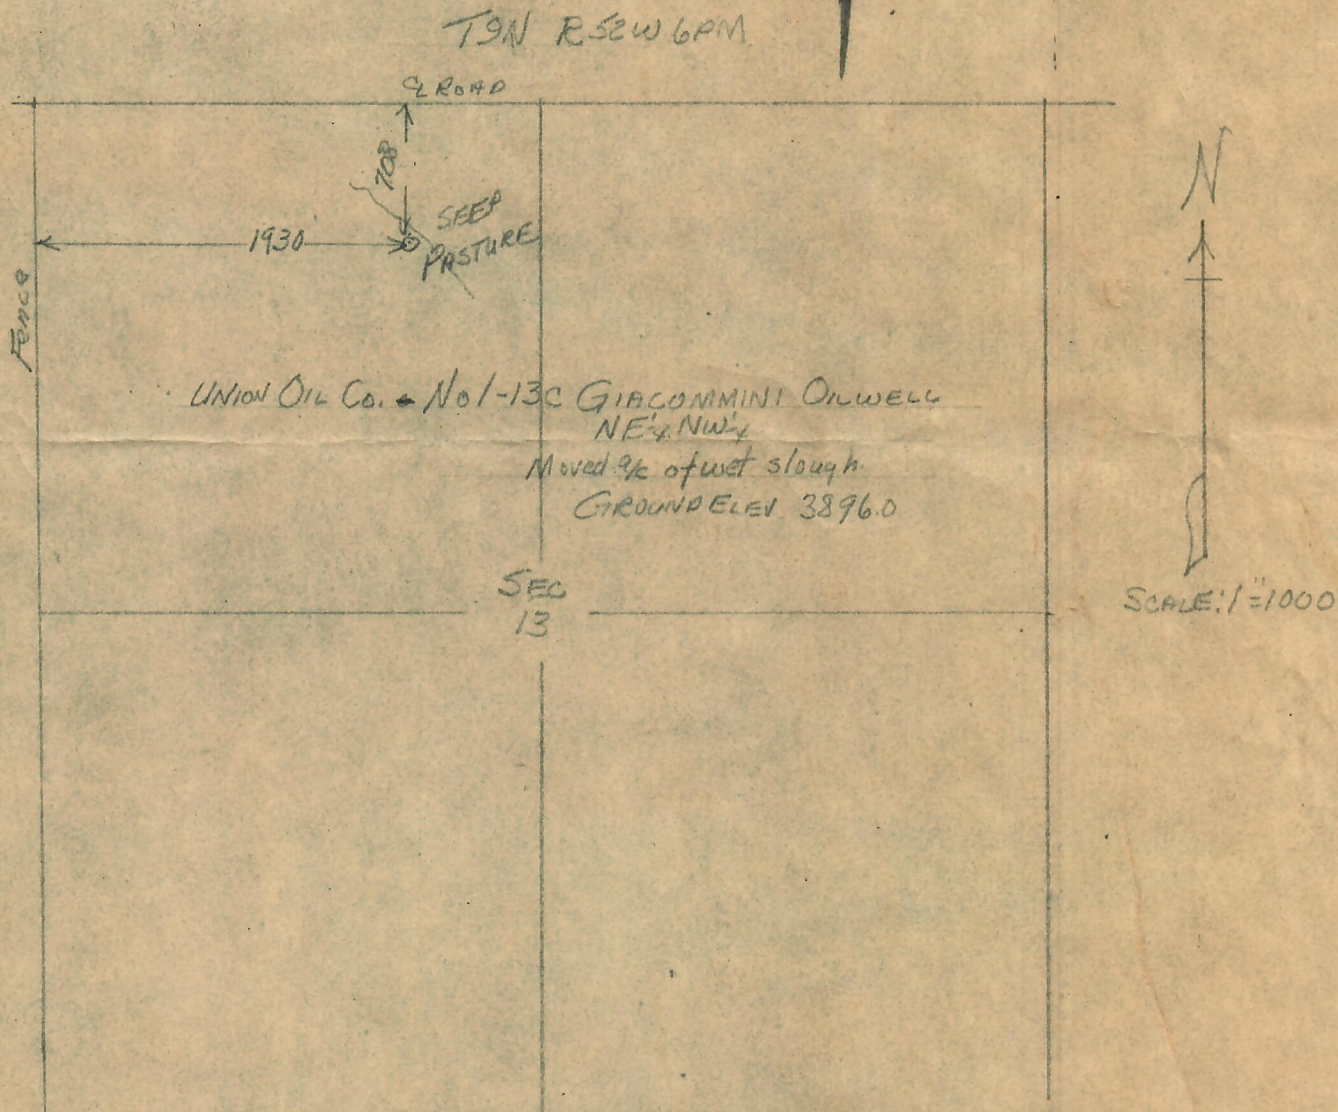 T9N R52W 6PM
℄ ROAD
708
SEEP
PASTURE
1930
Fence
N
UNION OIL Co. - No 1-13C GIACOMMINI OILWELL
NE¼ NW¼
Moved a/c of wet slough.
GROUND ELEV 3896.0
SEC
13
SCALE: 1"=1000